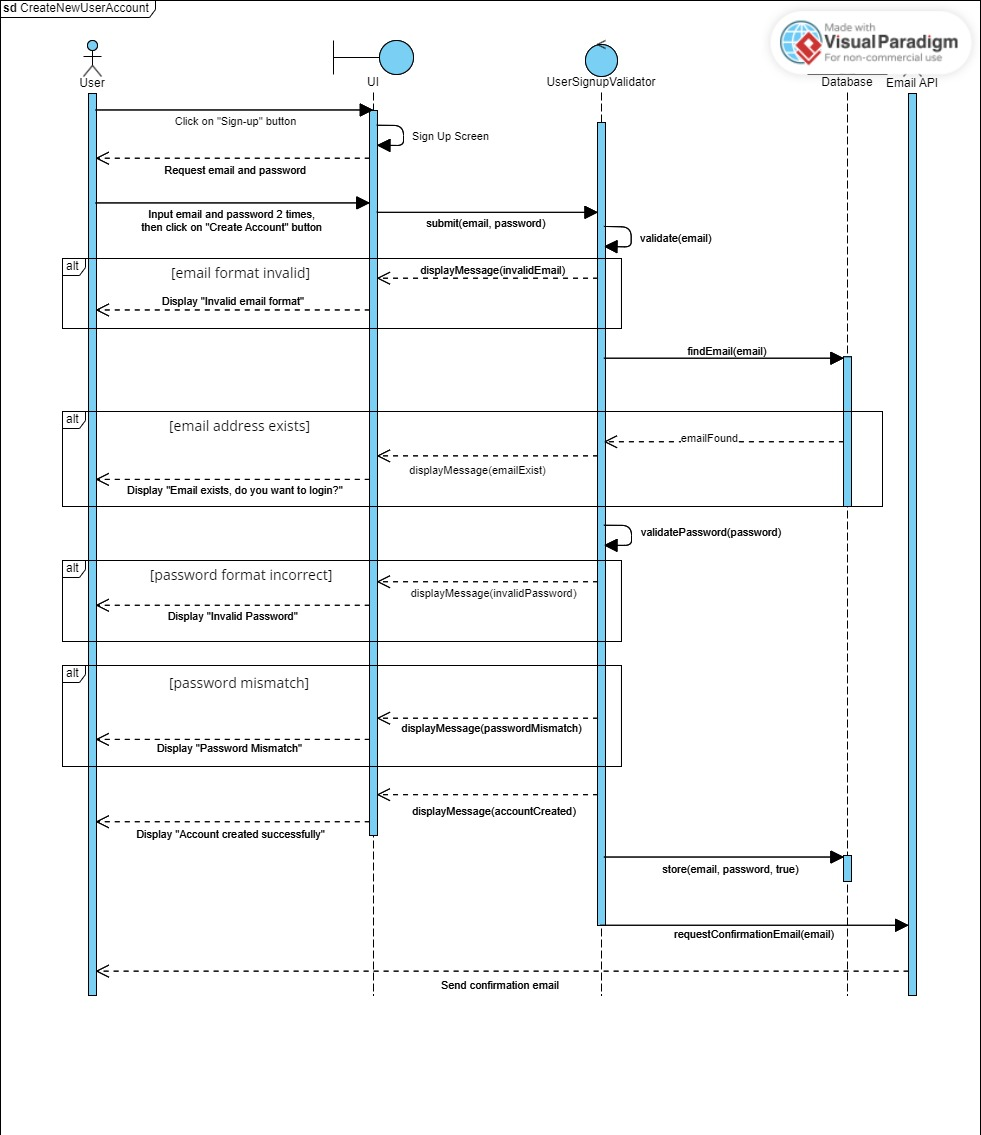 sd CreateNewUserAccount
Made with
Visual Paradigm
For non-commercial use
User
UI
UserSignupValidator
Database
Email API
Click on "Sign-up" button
Sign Up Screen
Request email and password
Input email and password 2 times,
then click on "Create Account" button
submit(email, password)
validate(email)
alt
[email format invalid]
displayMessage(invalidEmail)
Display "Invalid email format"
findEmail(email)
alt
[email address exists]
emailFound
displayMessage(emailExist)
Display "Email exists, do you want to login?"
validatePassword(password)
alt
[password format incorrect]
displayMessage(invalidPassword)
Display "Invalid Password"
alt
[password mismatch]
displayMessage(passwordMismatch)
Display "Password Mismatch"
displayMessage(accountCreated)
Display "Account created successfully"
store(email, password, true)
requestConfirmationEmail(email)
Send confirmation email